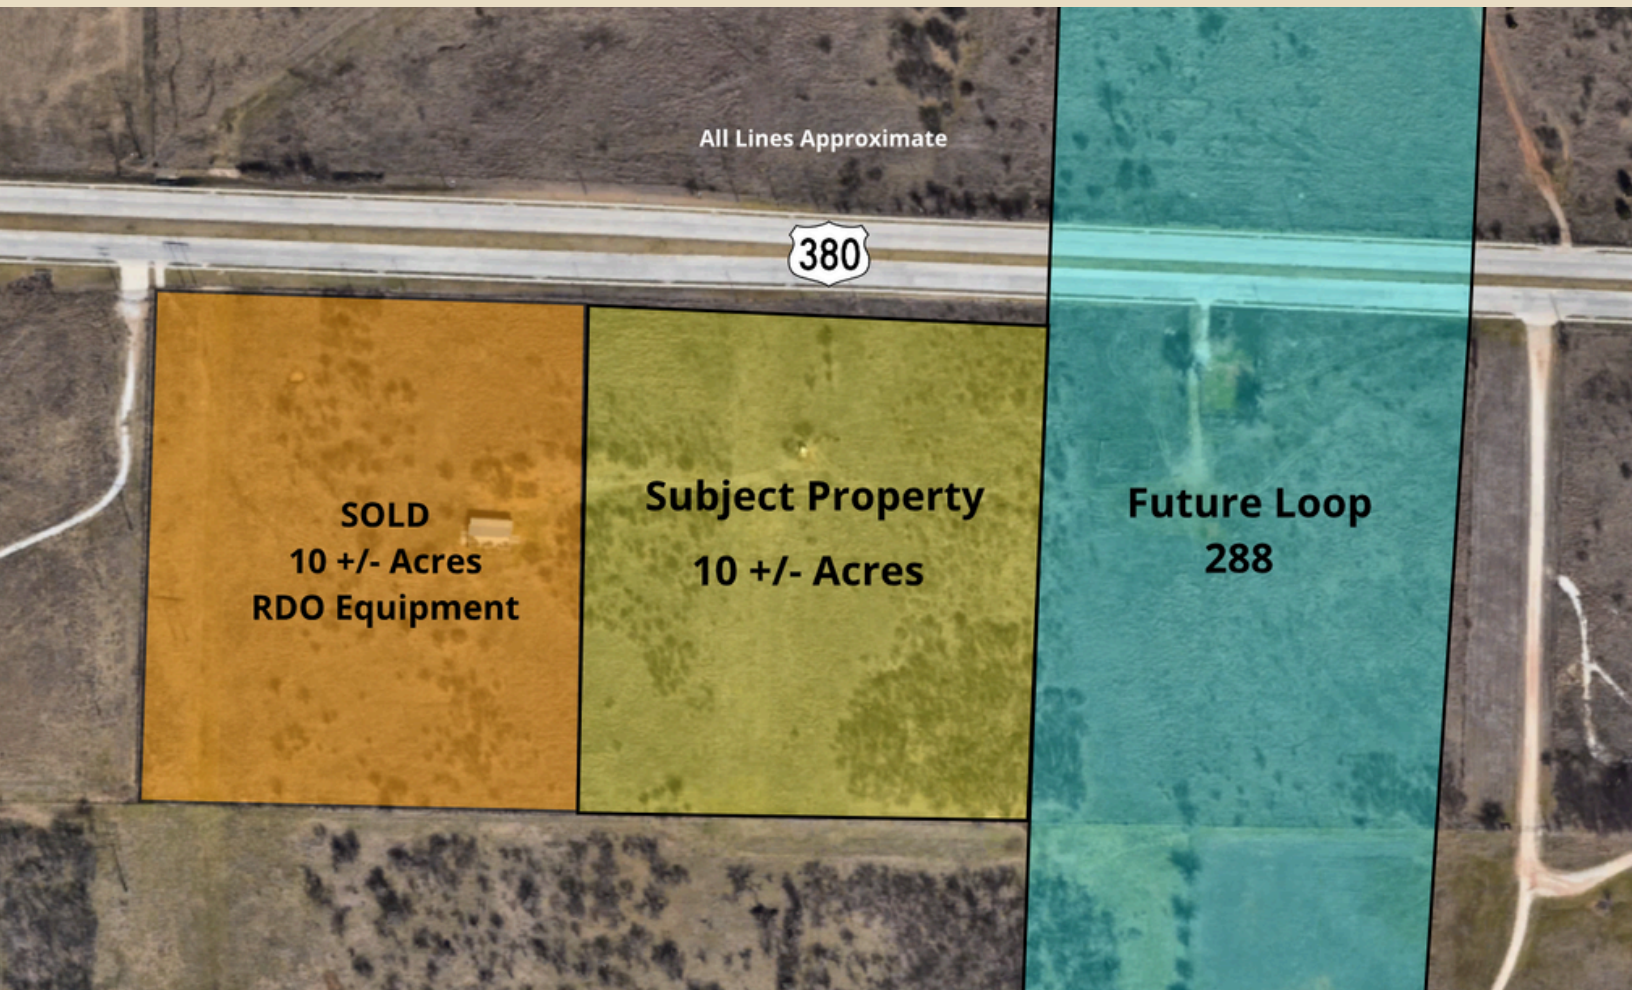 All Lines Approximate
380
SOLD
10 +/- Acres
RDO Equipment
Subject Property
10 +/- Acres
Future Loop
288